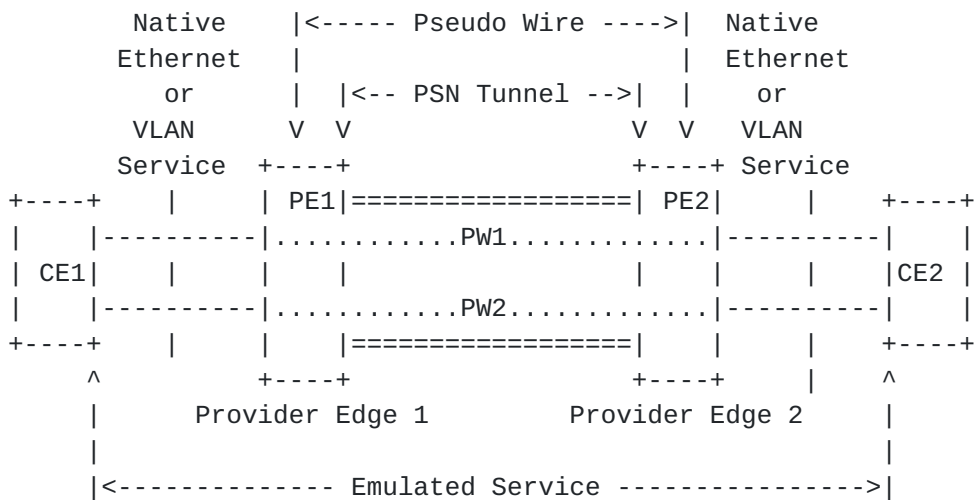 Native    |<----- Pseudo Wire ---->|  Native
Ethernet   |                        |  Ethernet
or      |  |<-- PSN Tunnel -->|  |     or
VLAN     V  V                  V  V   VLAN
Service  +----+                  +----+ Service
+----+    |     | PE1|==================| PE2|     |    +----+
|    |----------|............PW1.............|----------|    |
| CE1|    |     |    |                  |    |     |    |CE2 |
|    |----------|............PW2.............|----------|    |
+----+    |     |    |==================|    |     |    +----+
^          +----+                  +----+     |    ^
|      Provider Edge 1         Provider Edge 2     |
|                                                  |
|<-------------- Emulated Service ---------------->|